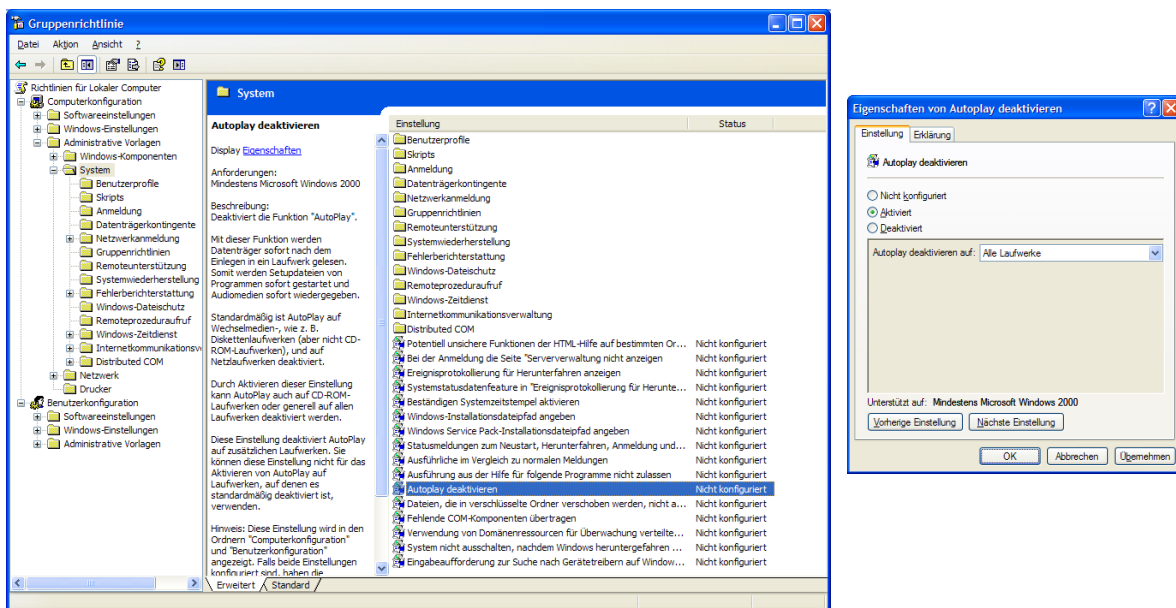 Gruppenrichtlinie
Datei Aktion Ansicht ?
Richtlinien für Lokaler Computer
Computerkonfiguration
Softwareeinstellungen
Windows-Einstellungen
Administrative Vorlagen
Windows-Komponenten
System
Benutzerprofile
Skripts
Anmeldung
Datenträgerkontingente
Netzwerkanmeldung
Gruppenrichtlinien
Remoteunterstützung
Systemwiederherstellung
Fehlerberichterstattung
Windows-Dateischutz
Remoteprozeduraufruf
Windows-Zeitdienst
Internetkommunikationsv
Distributed COM
Netzwerk
Drucker
Benutzerkonfiguration
Softwareeinstellungen
Windows-Einstellungen
Administrative Vorlagen
System
Autoplay deaktivieren
Display Eigenschaften
Anforderungen:
Mindestens Microsoft Windows 2000
Beschreibung:
Deaktiviert die Funktion "AutoPlay".
Mit dieser Funktion werden
Datenträger sofort nach dem
Einlegen in ein Laufwerk gelesen.
Somit werden Setupdateien von
Programmen sofort gestartet und
Audiomedien sofort wiedergegeben.
Standardmäßig ist AutoPlay auf
Wechselmedien-, wie z. B.
Diskettenlaufwerken (aber nicht CD-
ROM-Laufwerken), und auf
Netzlaufwerken deaktiviert.
Durch Aktivieren dieser Einstellung
kann AutoPlay auch auf CD-ROM-
Laufwerken oder generell auf allen
Laufwerken deaktiviert werden.
Diese Einstellung deaktiviert AutoPlay
auf zusätzlichen Laufwerken. Sie
können diese Einstellung nicht für das
Aktivieren von AutoPlay auf
Laufwerken, auf denen es
standardmäßig deaktiviert ist,
verwenden.
Hinweis: Diese Einstellung wird in den
Ordnern "Computerkonfiguration"
und "Benutzerkonfiguration"
angezeigt. Falls beide Einstellungen
konfiguriert sind, haben die
Einstellung Status
Benutzerprofile
Skripts
Anmeldung
Datenträgerkontingente
Netzwerkanmeldung
Gruppenrichtlinien
Remoteunterstützung
Systemwiederherstellung
Fehlerberichterstattung
Windows-Dateischutz
Remoteprozeduraufruf
Windows-Zeitdienst
Internetkommunikationsverwaltung
Distributed COM
Potentiell unsichere Funktionen der HTML-Hilfe auf bestimmten Or... Nicht konfiguriert
Bei der Anmeldung die Seite "Serververwaltung nicht anzeigen Nicht konfiguriert
Ereignisprotokollierung für Herunterfahren anzeigen Nicht konfiguriert
Systemstatusdatenfeature in "Ereignisprotokollierung für Herunte... Nicht konfiguriert
Beständigen Systemzeitstempel aktivieren Nicht konfiguriert
Windows-Installationsdateipfad angeben Nicht konfiguriert
Windows Service Pack-Installationsdateipfad angeben Nicht konfiguriert
Statusmeldungen zum Neustart, Herunterfahren, Anmeldung und... Nicht konfiguriert
Ausführliche im Vergleich zu normalen Meldungen Nicht konfiguriert
Ausführung aus der Hilfe für folgende Programme nicht zulassen Nicht konfiguriert
Autoplay deaktivieren Nicht konfiguriert
Dateien, die in verschlüsselte Ordner verschoben werden, nicht a... Nicht konfiguriert
Fehlende COM-Komponenten übertragen Nicht konfiguriert
Verwendung von Domänenressourcen für Überwachung verteilte... Nicht konfiguriert
System nicht ausschalten, nachdem Windows heruntergefahren ... Nicht konfiguriert
Eingabeaufforderung zur Suche nach Gerätetreibern auf Window... Nicht konfiguriert
Erweitert Standard
Eigenschaften von Autoplay deaktivieren
Einstellung Erklärung
Autoplay deaktivieren
Nicht konfiguriert
Aktiviert
Deaktiviert
Autoplay deaktivieren auf: Alle Laufwerke
Unterstützt auf: Mindestens Microsoft Windows 2000
Vorherige Einstellung Nächste Einstellung
OK Abbrechen Übernehmen